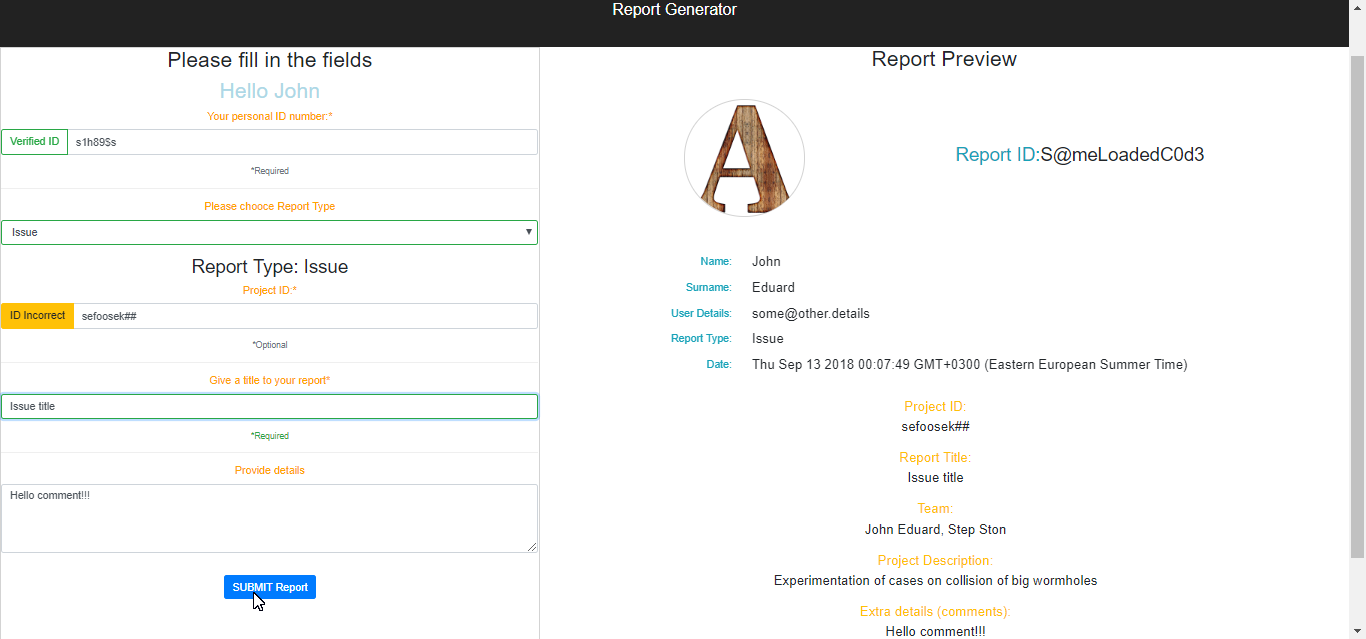 Report Generator
Please fill in the fields
Hello John
Your personal ID number:*
Verified ID s1h89$s
*Required
Please chooce Report Type
Issue
Report Type: Issue
Project ID:*
ID Incorrect sefoosek##
*Optional
Give a title to your report*
Issue title
*Required
Provide details
Hello comment!!!
SUBMIT Report
Report Preview
A
Report ID:S@meLoadedC0d3
Name: John
Surname: Eduard
User Details: some@other.details
Report Type: Issue
Date: Thu Sep 13 2018 00:07:49 GMT+0300 (Eastern European Summer Time)
Project ID:
sefoosek##
Report Title:
Issue title
Team:
John Eduard, Step Ston
Project Description:
Experimentation of cases on collision of big wormholes
Extra details (comments):
Hello comment!!!